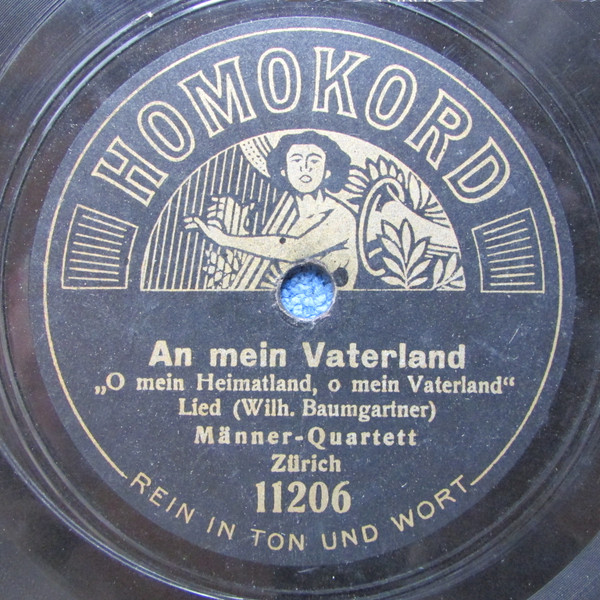 HOMOKORD
An mein Vaterland
„O mein Heimatland, o mein Vaterland“
Lied (Wilh. Baumgartner)
Männer-Quartett
Zürich
11206
REIN IN TON UND WORT